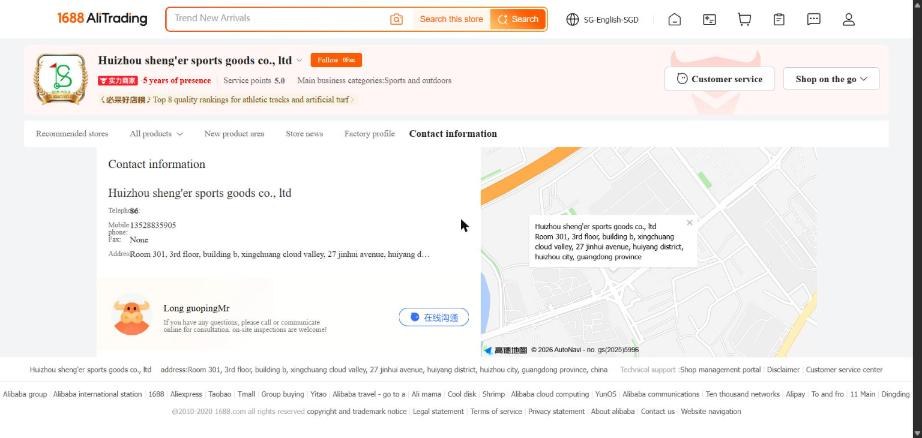 1688 AliTrading
Trend New Arrivals
Search this store
Search
SG-English-SGD
Huizhou sheng'er sports goods co., ltd
Follow
实力商家 5 years of presence Service points 5.0 Main business categories:Sports and outdoors
必采好店榜 Top 8 quality rankings for athletic tracks and artificial turf
Customer service
Shop on the go
Recommended stores All products New product area Store news Factory profile Contact information
Contact information
Huizhou sheng'er sports goods co., ltd
86
Mobile phone: 13528835905
Fax: None
Room 301, 3rd floor, building b, xingchuang cloud valley, 27 jinhui avenue, huiyang d...
Long guopingMr
If you have any questions, please call or communicate
online for consultation. on-site inspections are welcome!
在线沟通
Huizhou sheng'er sports goods co., ltd
Room 301, 3rd floor, building b, xingchuang
cloud valley, 27 jinhui avenue, huiyang district,
huizhou city, guangdong province
高德地图 © 2026 AutoNavi - no. gs(2025)5996
Huizhou sheng'er sports goods co., ltd address:Room 301, 3rd floor, building b, xingchuang cloud valley, 27 jinhui avenue, huiyang district, huizhou city, guangdong province, china Technical support :Shop management portal | Disclaimer | Customer service center
Alibaba group Alibaba international station | 1688 Aliexpress | Taobao | Tmall | Group buying | Yitao | Alibaba travel - go to a | Ali mama | Cool disk | Shrimp Alibaba cloud computing | YunOS | Alibaba communications | Ten thousand networks | Alipay | To and fro | 11 Main | Dingding
@2010-2020 1688.com all rights reserved copyright and trademark notice | Legal statement | Terms of service | Privacy statement | About alibaba | Contact us | Website navigation